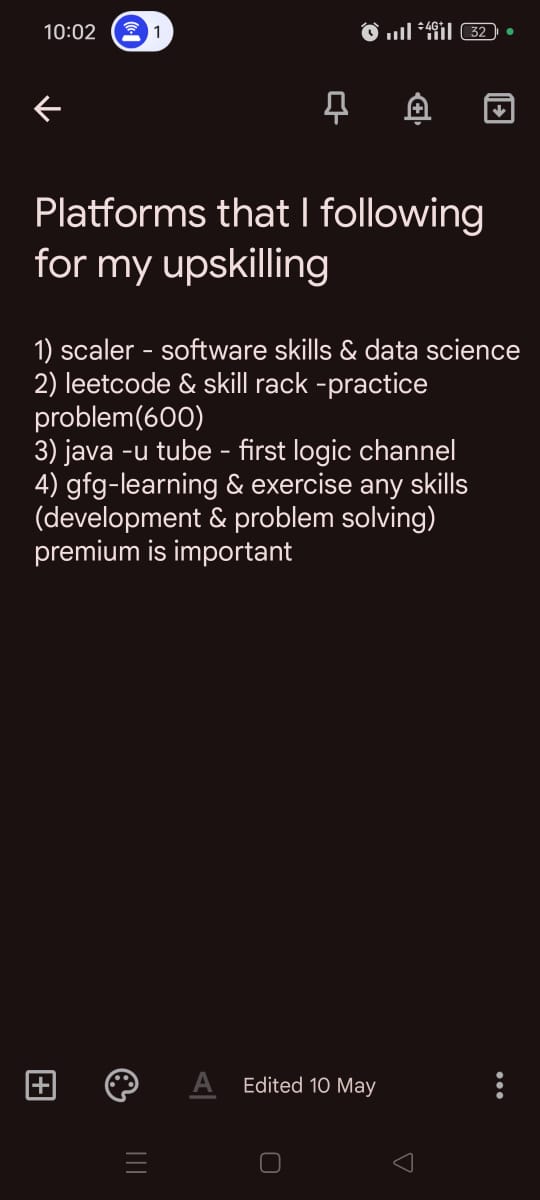 10:02
1
4G+
32
Platforms that I following
for my upskilling
1) scaler - software skills & data science
2) leetcode & skill rack -practice
problem(600)
3) java -u tube - first logic channel
4) gfg-learning & exercise any skills
(development & problem solving)
premium is important
A
Edited 10 May